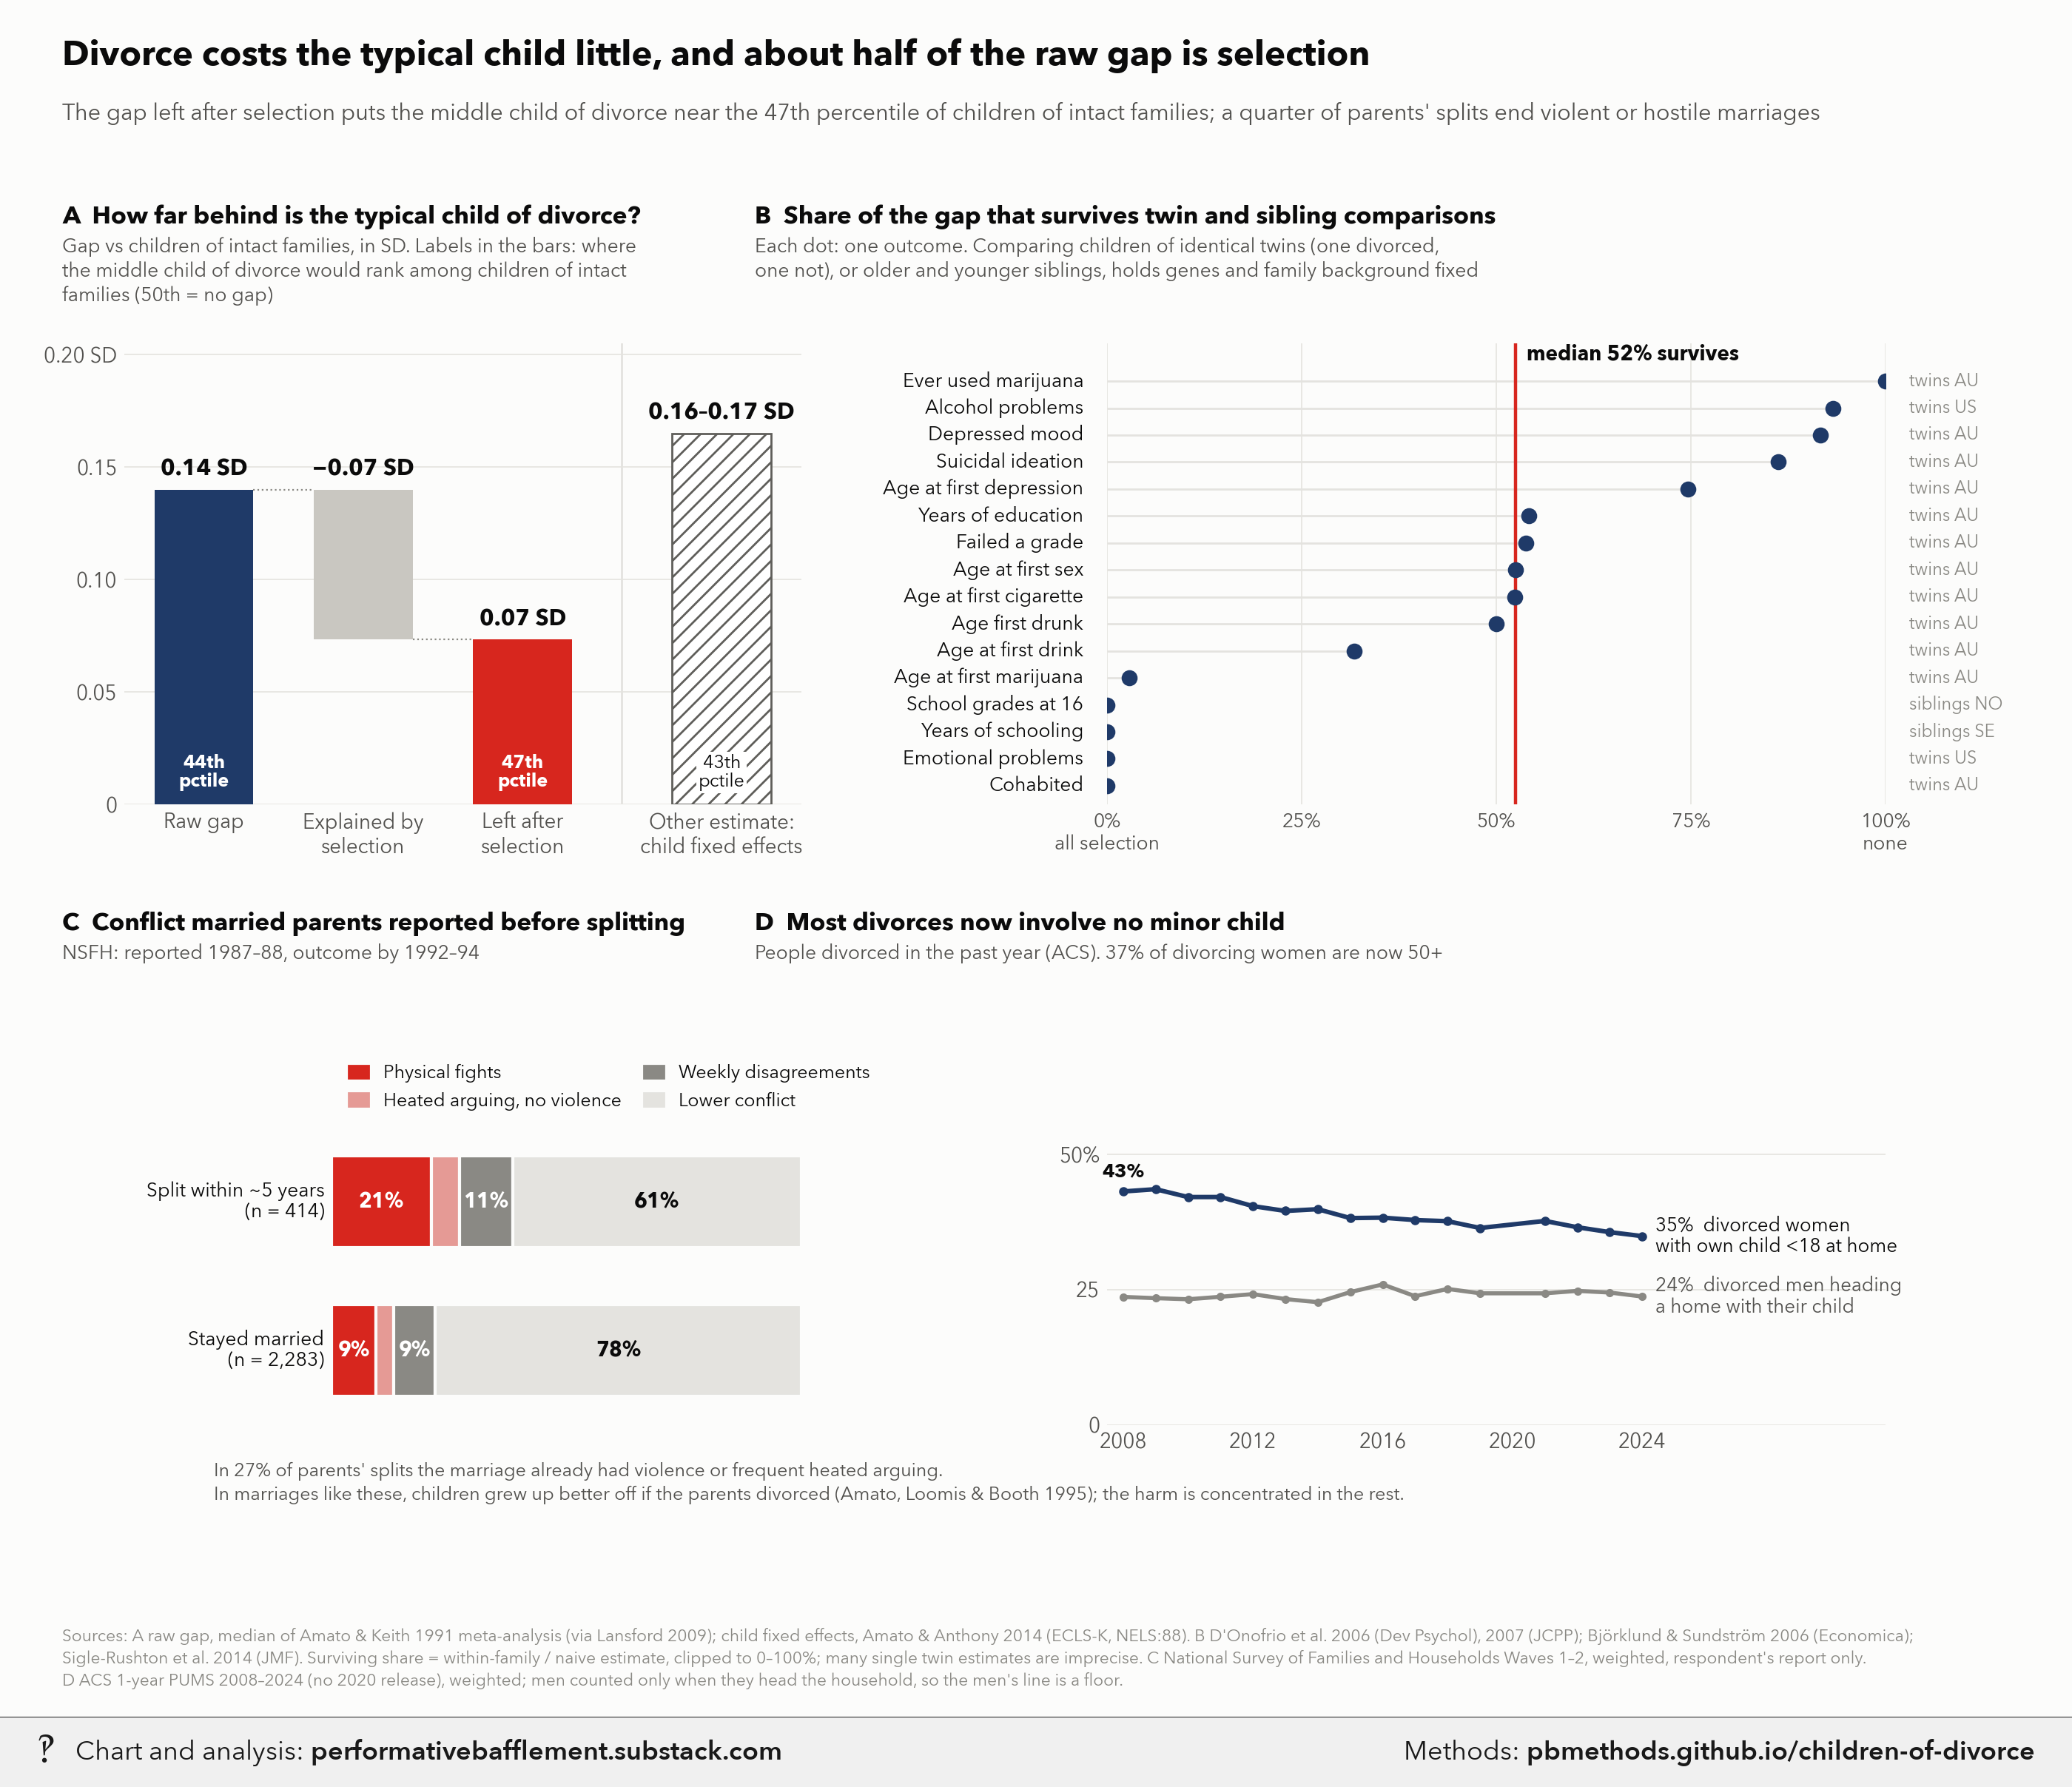 Divorce costs the typical child little, and about half of the raw gap is selection
The gap left after selection puts the middle child of divorce near the 47th percentile of children of intact families; a quarter of parents' splits end violent or hostile marriages
A How far behind is the typical child of divorce?
Gap vs children of intact families, in SD. Labels in the bars: where
the middle child of divorce would rank among children of intact
families (50th = no gap)
0.20 SD
0.15
0.10
0.05
0
0.14 SD
−0.07 SD
0.07 SD
0.16–0.17 SD
44th
pctile
47th
pctile
43th
pctile
Raw gap
Explained by
selection
Left after
selection
Other estimate:
child fixed effects
B Share of the gap that survives twin and sibling comparisons
Each dot: one outcome. Comparing children of identical twins (one divorced,
one not), or older and younger siblings, holds genes and family background fixed
median 52% survives
Ever used marijuana twins AU
Alcohol problems twins US
Depressed mood twins AU
Suicidal ideation twins AU
Age at first depression twins AU
Years of education twins AU
Failed a grade twins AU
Age at first sex twins AU
Age at first cigarette twins AU
Age first drunk twins AU
Age at first drink twins AU
Age at first marijuana twins AU
School grades at 16 siblings NO
Years of schooling siblings SE
Emotional problems twins US
Cohabited twins AU
0% 25% 50% 75% 100%
all selection none
C Conflict married parents reported before splitting
NSFH: reported 1987–88, outcome by 1992–94
Physical fights
Heated arguing, no violence
Weekly disagreements
Lower conflict
Split within ~5 years
(n = 414)
21% 11% 61%
Stayed married
(n = 2,283)
9% 9% 78%
In 27% of parents' splits the marriage already had violence or frequent heated arguing.
In marriages like these, children grew up better off if the parents divorced (Amato, Loomis & Booth 1995); the harm is concentrated in the rest.
D Most divorces now involve no minor child
People divorced in the past year (ACS). 37% of divorcing women are now 50+
50%
25
0
43%
35% divorced women
with own child <18 at home
24% divorced men heading
a home with their child
2008 2012 2016 2020 2024
Sources: A raw gap, median of Amato & Keith 1991 meta-analysis (via Lansford 2009); child fixed effects, Amato & Anthony 2014 (ECLS-K, NELS:88). B D'Onofrio et al. 2006 (Dev Psychol), 2007 (JCPP); Björklund & Sundström 2006 (Economica);
Sigle-Rushton et al. 2014 (JMF). Surviving share = within-family / naive estimate, clipped to 0–100%; many single twin estimates are imprecise. C National Survey of Families and Households Waves 1–2, weighted, respondent's report only.
D ACS 1-year PUMS 2008–2024 (no 2020 release), weighted; men counted only when they head the household, so the men's line is a floor.
‽ Chart and analysis: performativebafflement.substack.com
Methods: pbmethods.github.io/children-of-divorce